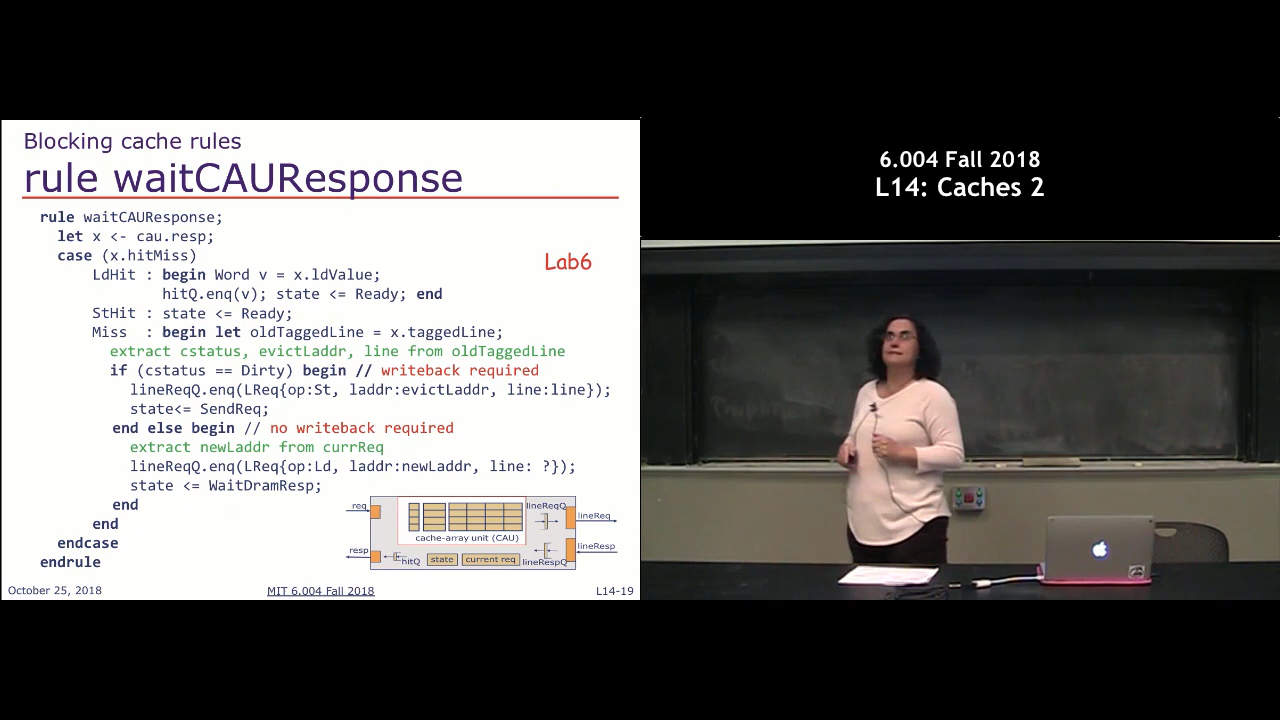 Blocking cache rules
rule waitCAUResponse
rule waitCAUResponse;
let x <- cau.resp;
case (x.hitMiss)
LdHit : begin Word v = x.ldValue;
hitQ.enq(v); state <= Ready; end
StHit : state <= Ready;
Miss : begin let oldTaggedLine = x.taggedLine;
extract cstatus, evictLaddr, line from oldTaggedLine
if (cstatus == Dirty) begin // writeback required
lineReqQ.enq(LReq{op:St, laddr:evictLaddr, line:line});
state<= SendReq;
end else begin // no writeback required
extract newLaddr from currReq
lineReqQ.enq(LReq{op:Ld, laddr:newLaddr, line: ?});
state <= WaitDramResp;
end
end
endcase
endrule
Lab6
req
resp
cache-array unit (CAU)
hitQ
state
current req
lineReqQ
lineRespQ
lineReq
lineResp
October 25, 2018
MIT 6.004 Fall 2018
L14-19
6.004 Fall 2018
L14: Caches 2